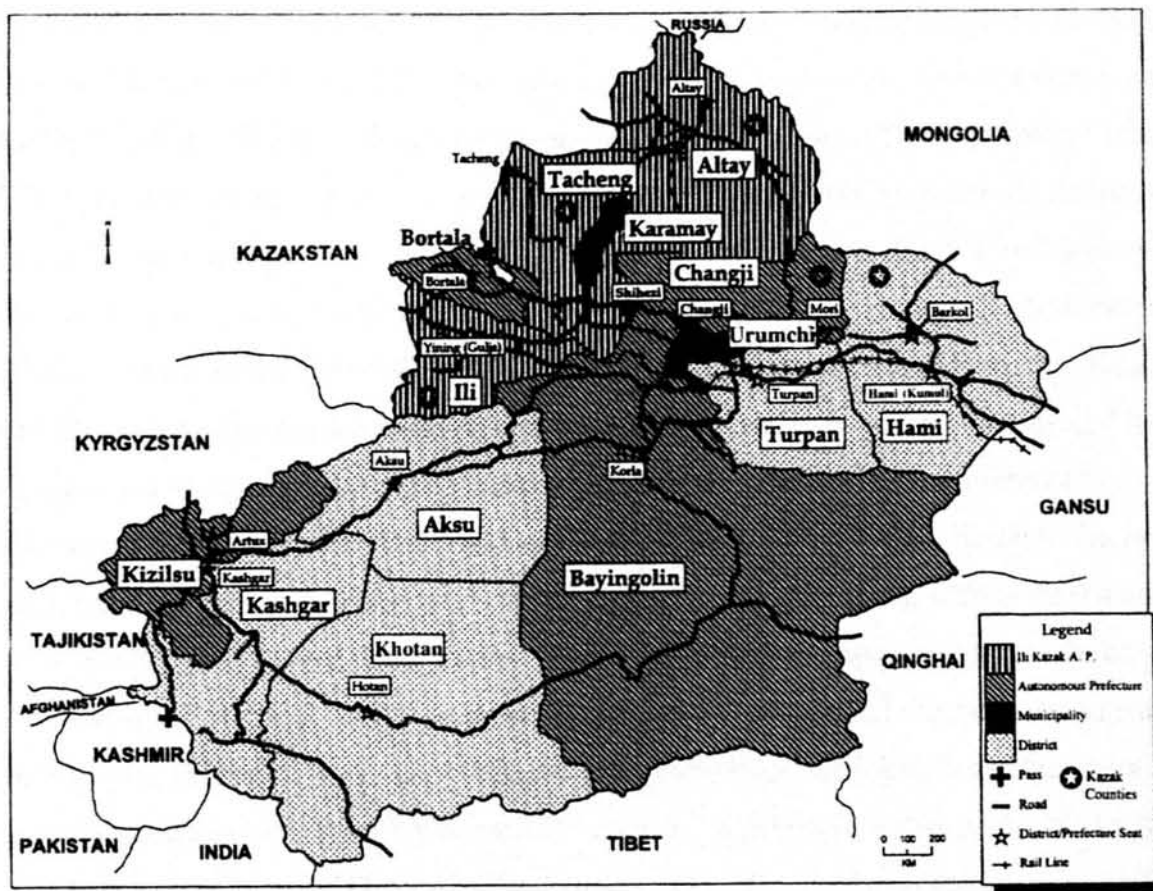 RUSSIA
Altay
MONGOLIA
Tacheng
Tacheng
Altay
Karamay
Bortala
KAZAKSTAN
Changji
Bortala
Shihezi
Changji
Mori
Barkol
Urumchi
Yining (Gulja)
Ili
Turpan
Hami (Kumul)
Turpan
Hami
KYRGYZSTAN
Aksu
Korla
GANSU
Aksu
Artux
Kizilsu
Kashgar
Kashgar
Bayingolin
TAJIKISTAN
Khotan
QINGHAI
Hotan
AFGHANISTAN
KASHMIR
PAKISTAN
INDIA
TIBET
0 100 200
KM
Legend
Ili Kazak A. P.
Autonomous Prefecture
Municipality
District
Pass
Kazak
Counties
Road
District/Prefecture Seat
Rail Line